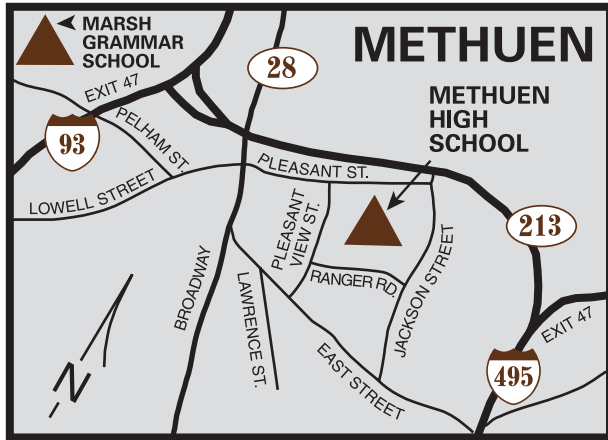 MARSH
GRAMMAR
SCHOOL
METHUEN
28
METHUEN
HIGH
SCHOOL
EXIT 47
93
PELHAM ST.
PLEASANT ST.
LOWELL STREET
PLEASANT
VIEW ST.
213
RANGER RD.
JACKSON STREET
BROADWAY
LAWRENCE ST.
EAST STREET
EXIT 47
495
N